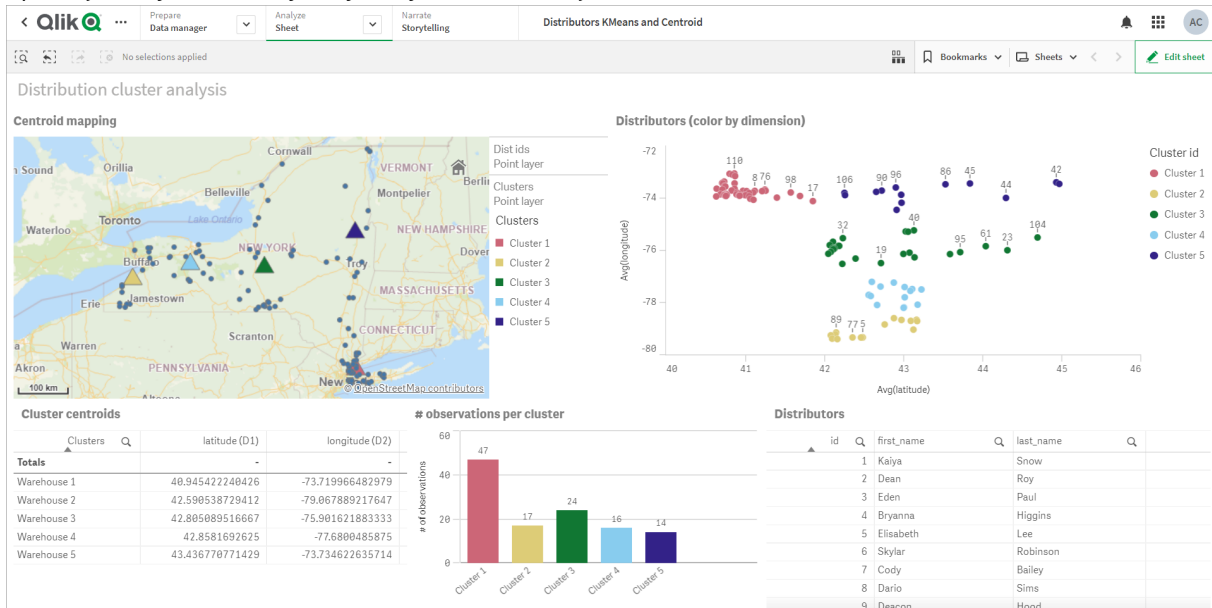 Qlik
Prepare
Data manager
Analyze
Sheet
Narrate
Storytelling
Distributors KMeans and Centroid
AC
No selections applied
Bookmarks
Sheets
Edit sheet
Distribution cluster analysis
Centroid mapping
Cornwall
n Sound
Orillia
VERMONT
Berlin
Belleville
Montpelier
Toronto
Lake Ontario
Waterloo
NEW HAMPSHIRE
NEW YORK
Dover
Buffalo
Troy
Jamestown
Erie
MASSACHUSETTS
CONNECTICUT
Scranton
a
Warren
Akron
PENNSYLVANIA
New
100 km
© OpenStreetMap contributors
Dist ids
Point layer
Clusters
Point layer
Clusters
Cluster 1
Cluster 2
Cluster 3
Cluster 4
Cluster 5
Distributors (color by dimension)
Avg(longitude)
-72
-74
-76
-78
-80
110
8 76
98
17
106
90 96
86
45
44
42
32
40
19
95
61
23
104
89
77 5
40 41 42 43 44 45 46
Avg(latitude)
Cluster id
Cluster 1
Cluster 2
Cluster 3
Cluster 4
Cluster 5
Cluster centroids
Clusters latitude (D1) longitude (D2)
Totals - -
Warehouse 1 40.945422240426 -73.719966482979
Warehouse 2 42.590538729412 -79.067889217647
Warehouse 3 42.805089516667 -75.901621883333
Warehouse 4 42.8581692625 -77.6800485875
Warehouse 5 43.436770771429 -73.734622635714
# observations per cluster
# of observations
60
40
20
0
47
17
24
16
14
Cluster 1
Cluster 2
Cluster 3
Cluster 4
Cluster 5
Distributors
id first_name last_name
1 Kaiya Snow
2 Dean Roy
3 Eden Paul
4 Bryanna Higgins
5 Elisabeth Lee
6 Skylar Robinson
7 Cody Bailey
8 Dario Sims
9 Deacon Hood